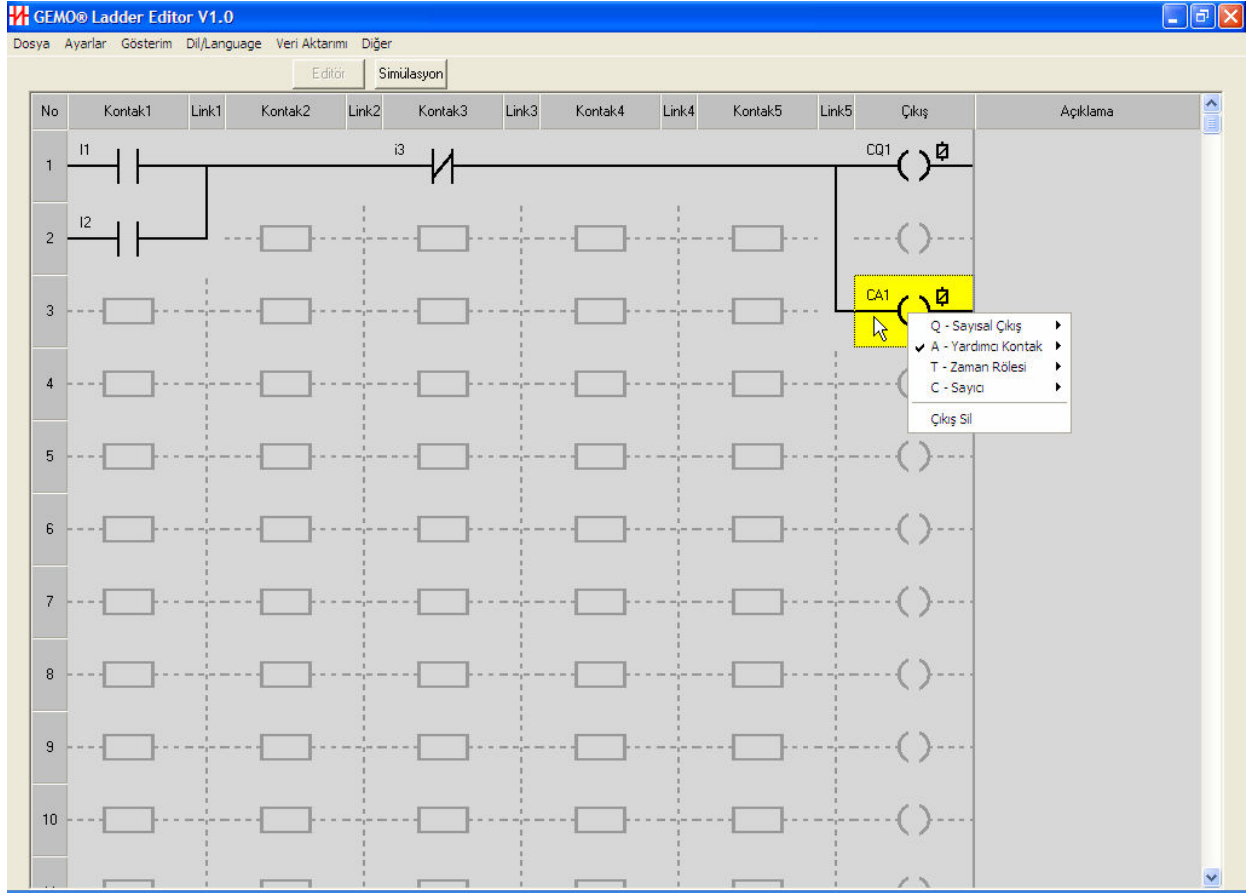 GEMO® Ladder Editor V1.0
Dosya Ayarlar Gösterim Dil/Language Veri Aktarımı Diğer
Editör Simülasyon
No Kontak1 Link1 Kontak2 Link2 Kontak3 Link3 Kontak4 Link4 Kontak5 Link5 Çıkış Açıklama
1 I1 i3 CQ1
2 I2
3 CA1
Q - Sayısal Çıkış
A - Yardımcı Kontak
T - Zaman Rölesi
C - Sayıcı
Çıkış Sil
4
5
6
7
8
9
10